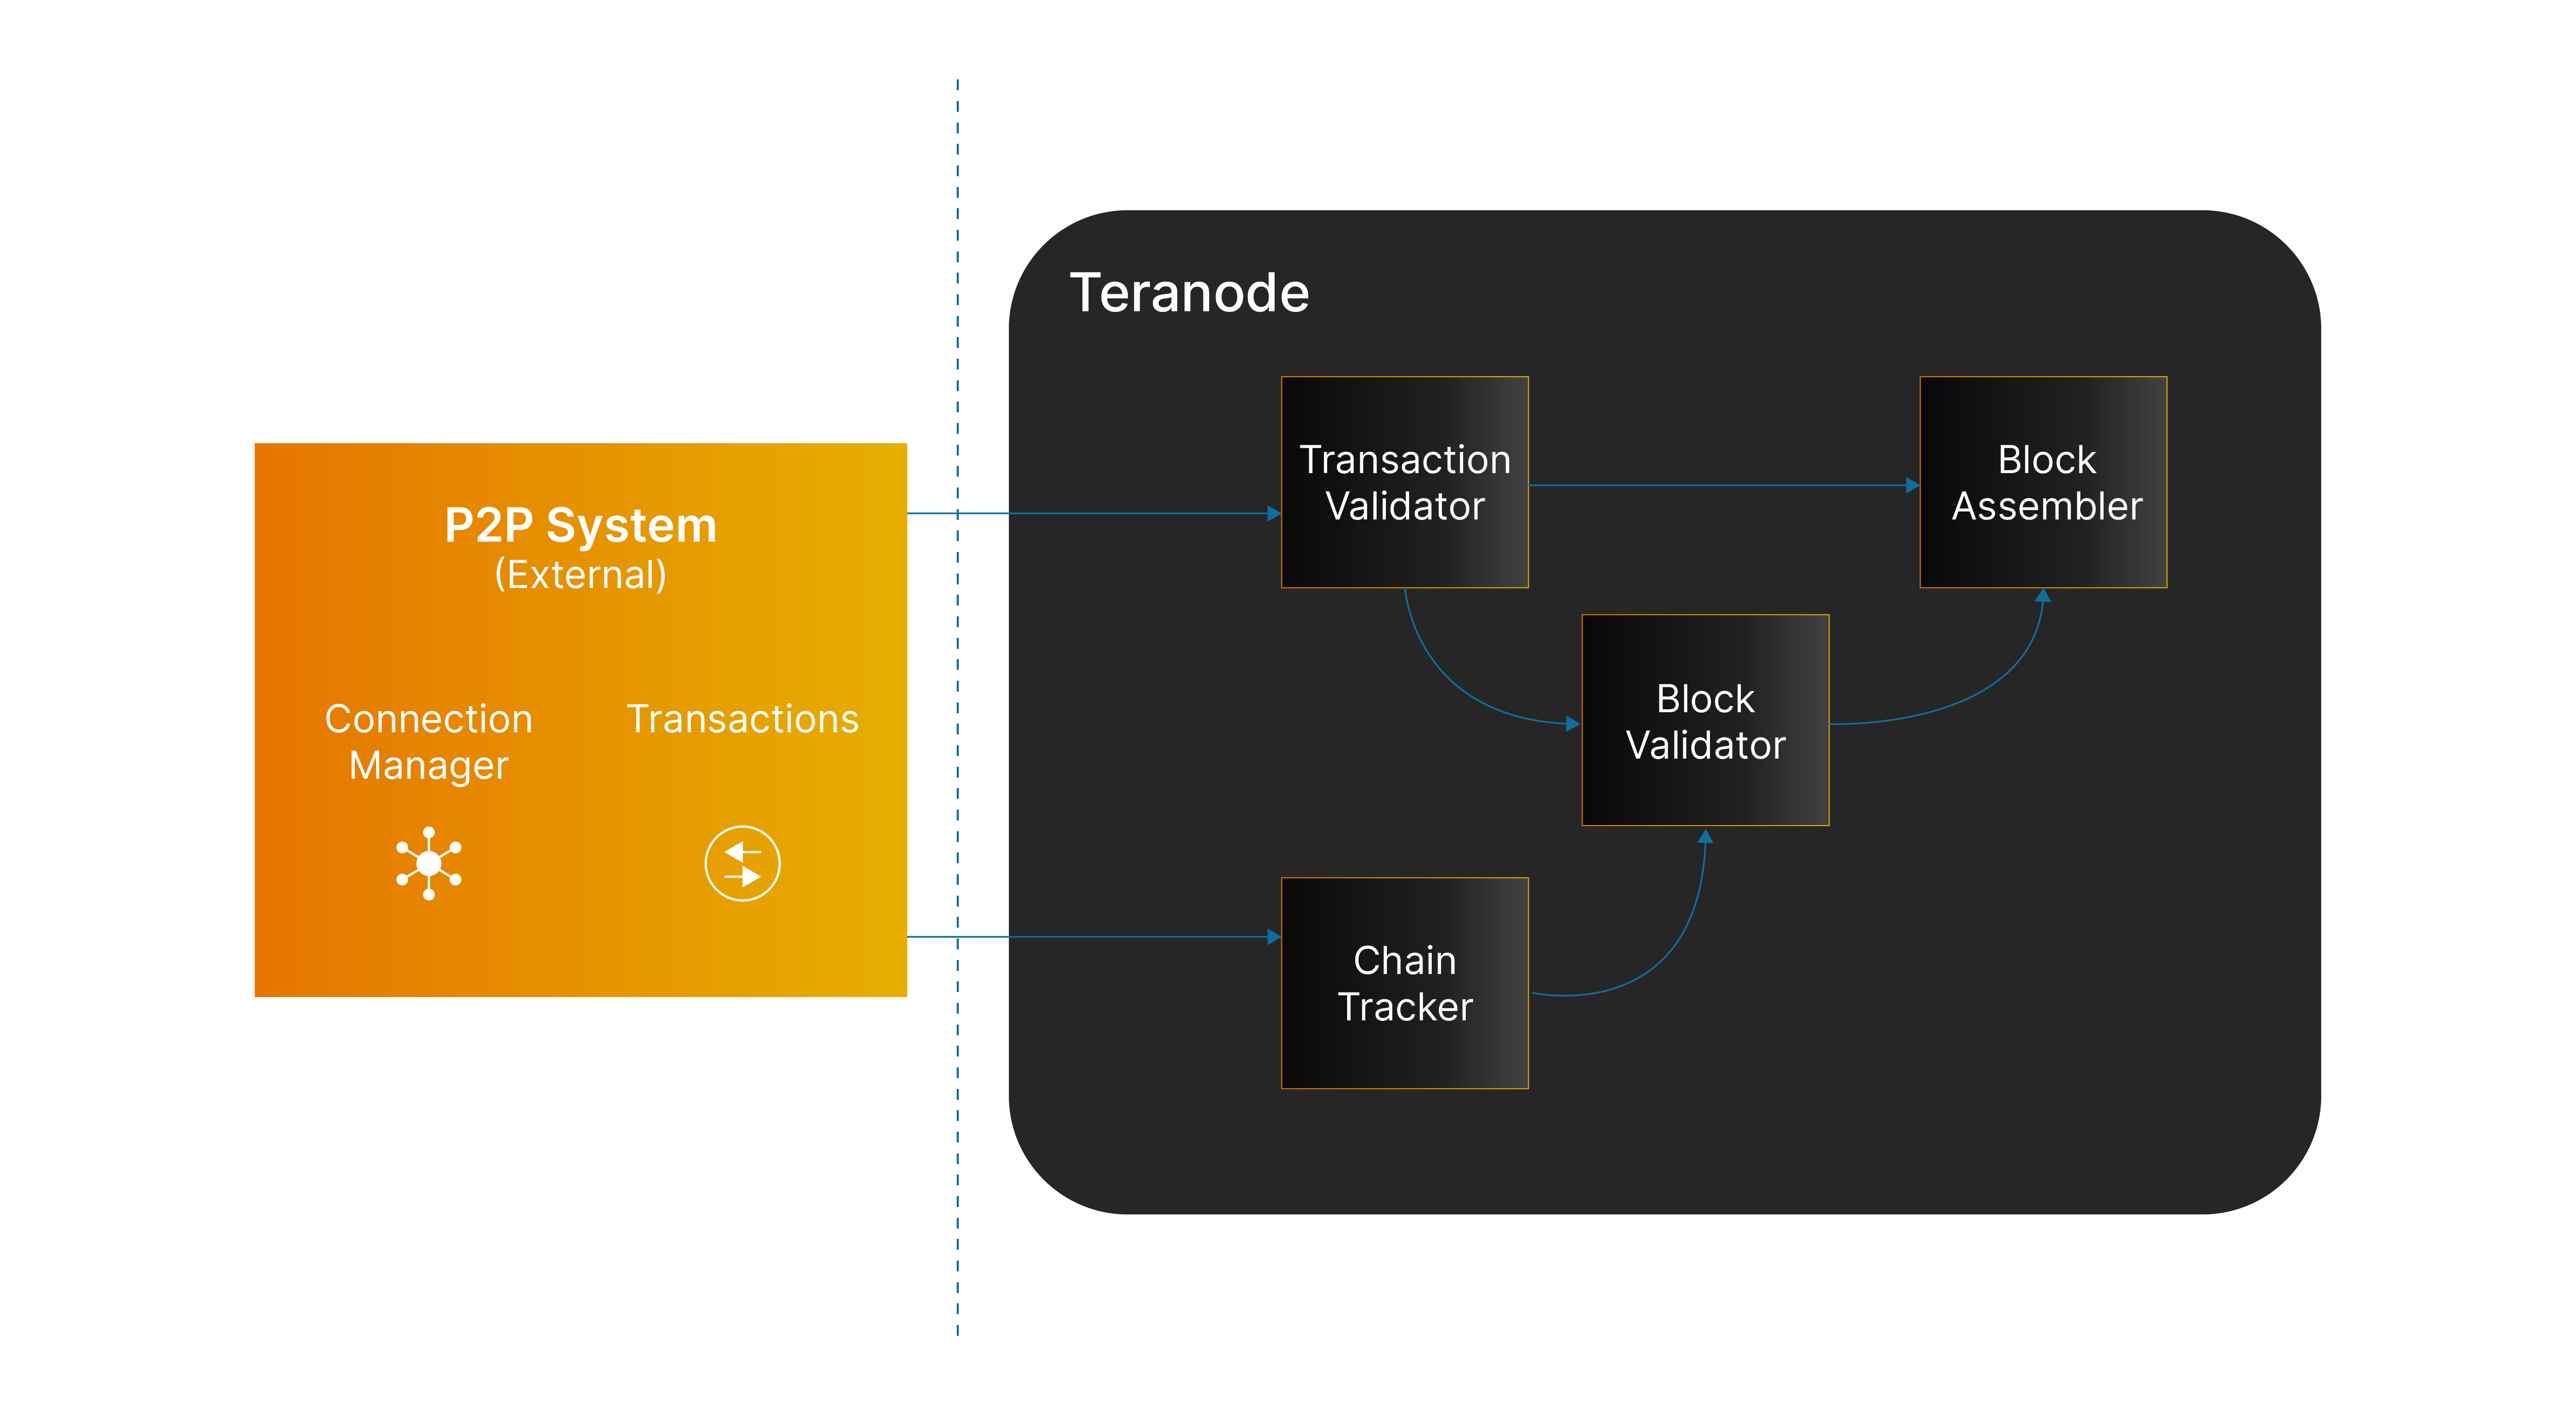 Teranode
P2P System
(External)
Connection
Manager
Transactions
Transaction
Validator
Block
Assembler
Block
Validator
Chain
Tracker